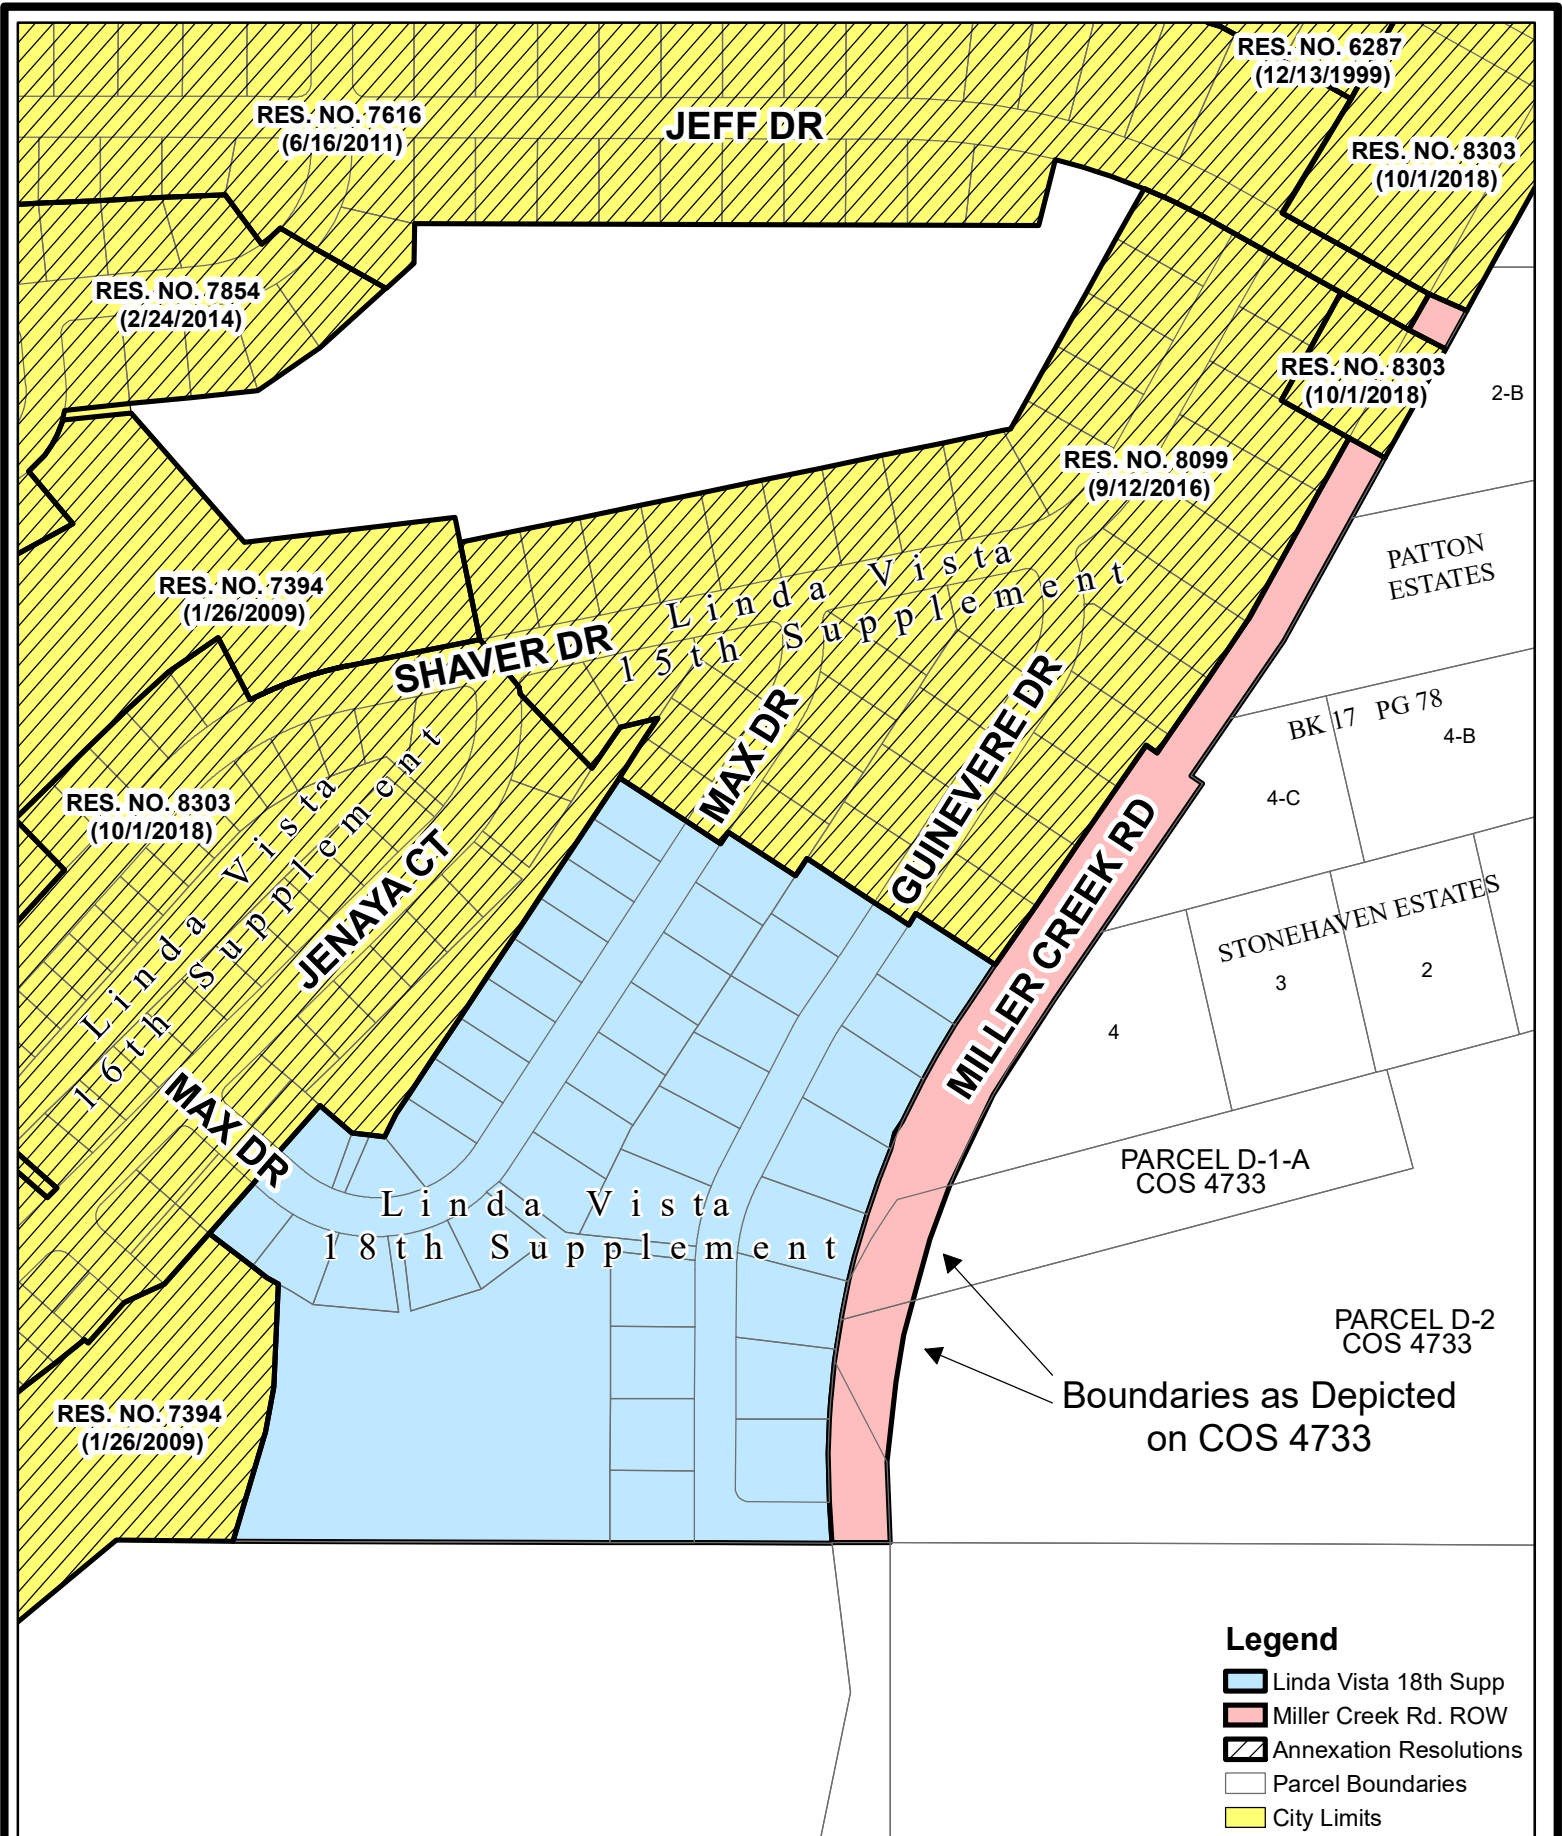 RES. NO. 6287
(12/13/1999)
RES. NO. 7616
(6/16/2011)
JEFF DR
RES. NO. 8303
(10/1/2018)
RES. NO. 7854
(2/24/2014)
RES. NO. 8303
(10/1/2018)
2-B
RES. NO. 8099
(9/12/2016)
PATTON
ESTATES
RES. NO. 7394
(1/26/2009)
Linda Vista
15th Supplement
SHAVER DR
MAX DR
GUINEVERE DR
BK 17 PG 78
4-B
4-C
RES. NO. 8303
(10/1/2018)
Linda Vista
16th Supplement
JENAYA CT
MILLER CREEK RD
STONEHAVEN ESTATES
3
2
4
MAX DR
PARCEL D-1-A
COS 4733
Linda Vista
18th Supplement
PARCEL D-2
COS 4733
Boundaries as Depicted
on COS 4733
RES. NO. 7394
(1/26/2009)
Legend
Linda Vista 18th Supp
Miller Creek Rd. ROW
Annexation Resolutions
Parcel Boundaries
City Limits